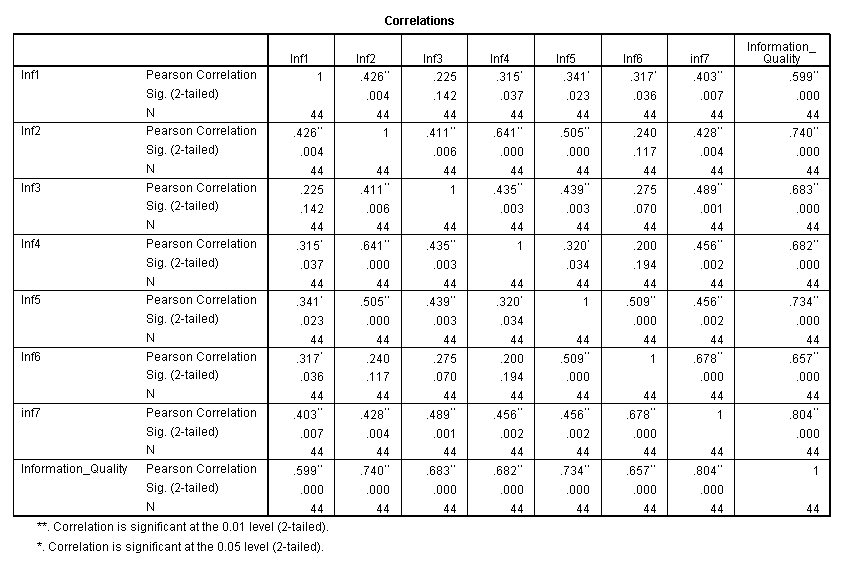 Correlations
Inf1 Inf2 Inf3 Inf4 Inf5 Inf6 inf7 Information_
Quality
Inf1 Pearson Correlation 1 .426** .225 .315* .341* .317* .403** .599**
Sig. (2-tailed) .004 .142 .037 .023 .036 .007 .000
N 44 44 44 44 44 44 44 44
Inf2 Pearson Correlation .426** 1 .411** .641** .505** .240 .428** .740**
Sig. (2-tailed) .004 .006 .000 .000 .117 .004 .000
N 44 44 44 44 44 44 44 44
Inf3 Pearson Correlation .225 .411** 1 .435** .439** .275 .489** .683**
Sig. (2-tailed) .142 .006 .003 .003 .070 .001 .000
N 44 44 44 44 44 44 44 44
Inf4 Pearson Correlation .315* .641** .435** 1 .320* .200 .456** .682**
Sig. (2-tailed) .037 .000 .003 .034 .194 .002 .000
N 44 44 44 44 44 44 44 44
Inf5 Pearson Correlation .341* .505** .439** .320* 1 .509** .456** .734**
Sig. (2-tailed) .023 .000 .003 .034 .000 .002 .000
N 44 44 44 44 44 44 44 44
Inf6 Pearson Correlation .317* .240 .275 .200 .509** 1 .678** .657**
Sig. (2-tailed) .036 .117 .070 .194 .000 .000 .000
N 44 44 44 44 44 44 44 44
inf7 Pearson Correlation .403** .428** .489** .456** .456** .678** 1 .804**
Sig. (2-tailed) .007 .004 .001 .002 .002 .000 .000
N 44 44 44 44 44 44 44 44
Information_Quality Pearson Correlation .599** .740** .683** .682** .734** .657** .804** 1
Sig. (2-tailed) .000 .000 .000 .000 .000 .000 .000
N 44 44 44 44 44 44 44 44
**. Correlation is significant at the 0.01 level (2-tailed).
*. Correlation is significant at the 0.05 level (2-tailed).